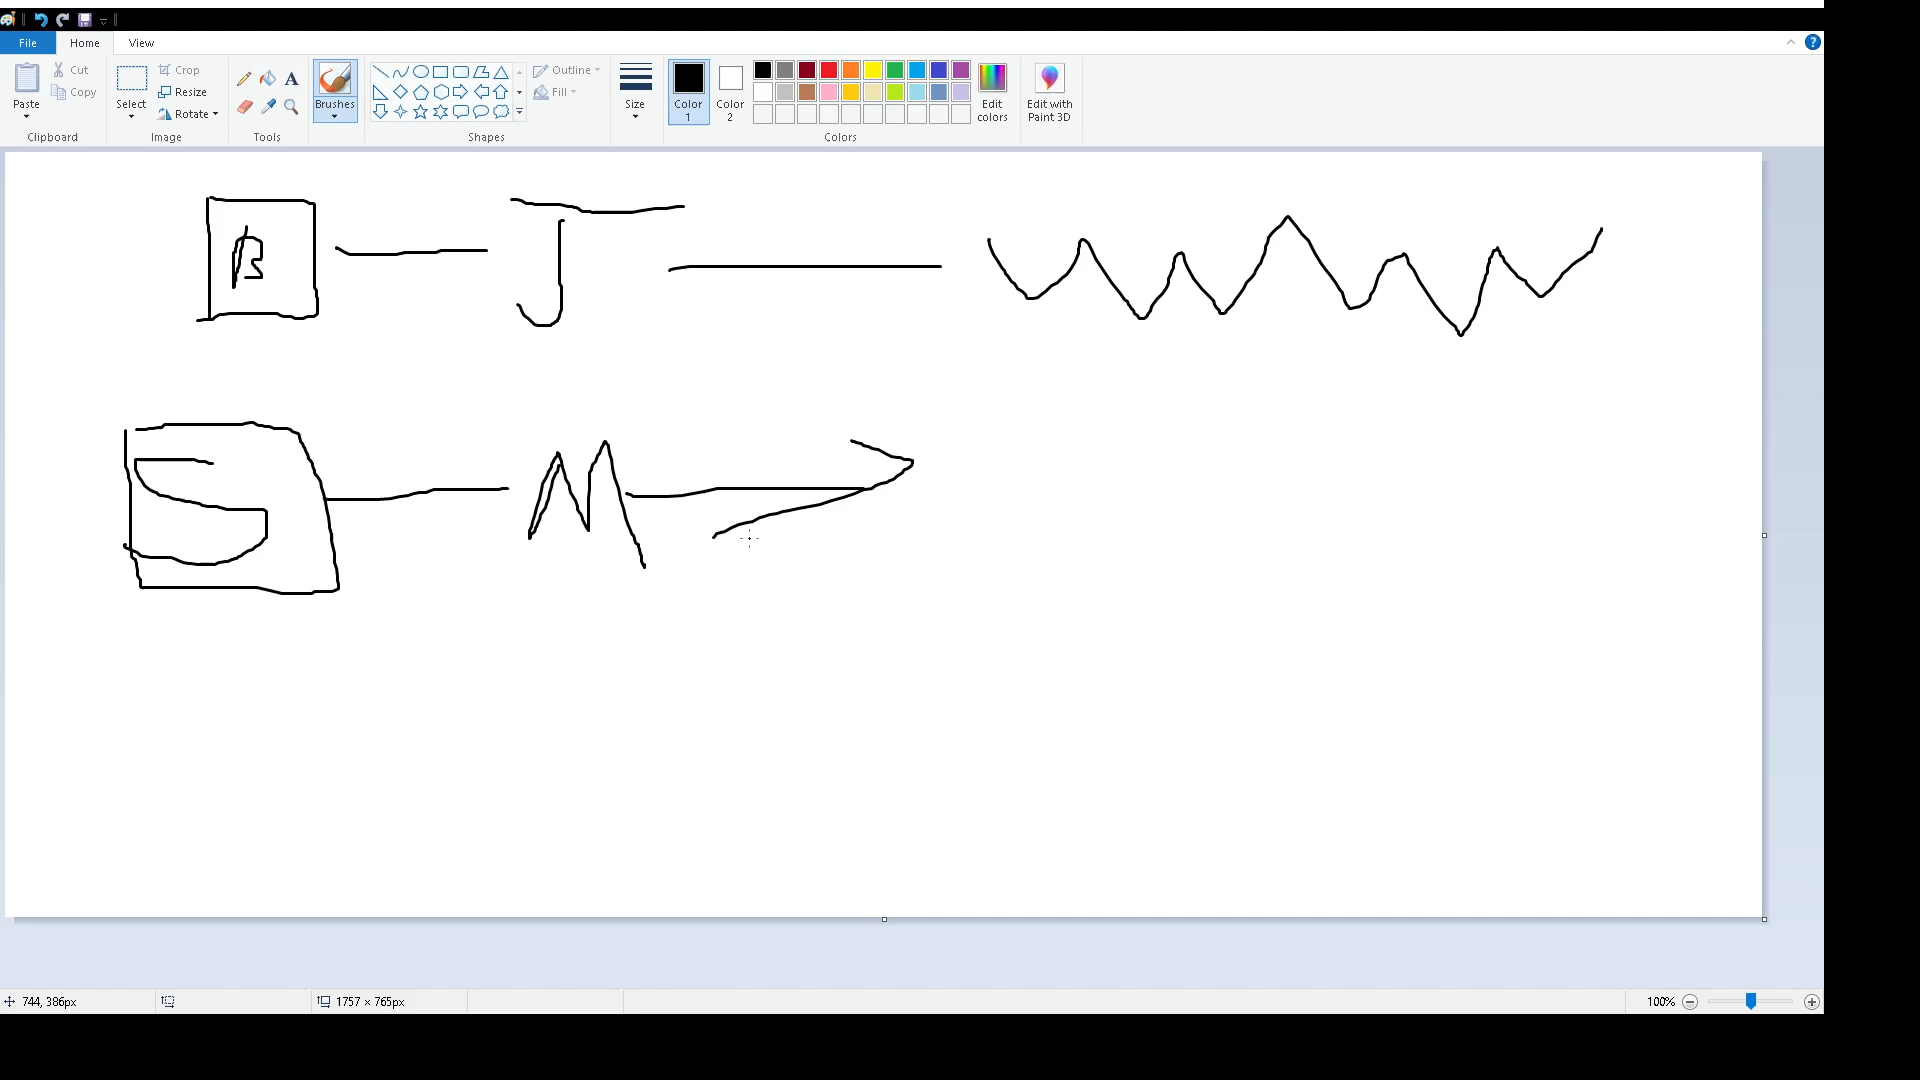 File Home View
Paste Cut Copy Select Crop Resize Rotate A Brushes Outline Fill Size Color 1 Color 2 Edit colors Edit with Paint 3D ?
Clipboard Image Tools Shapes Colors
B J
S M
744, 386px 1757 × 765px 100%